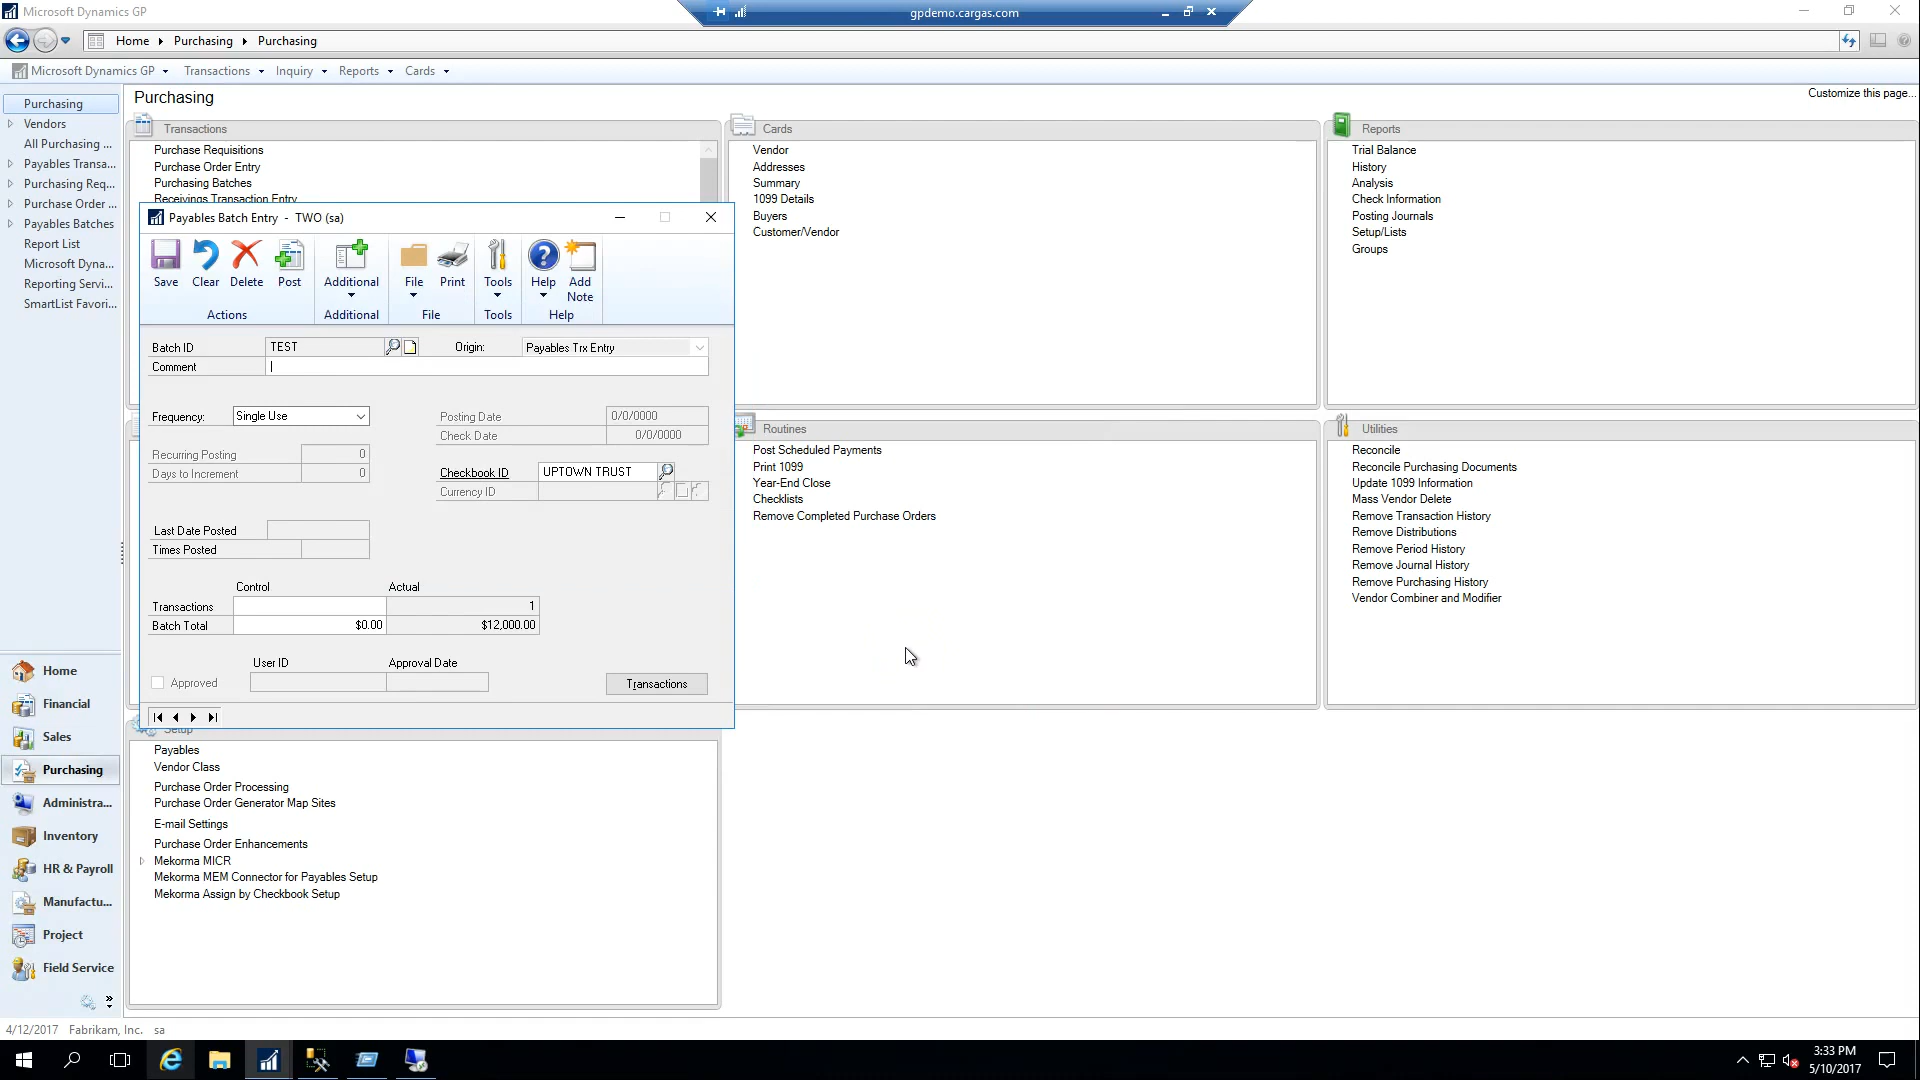 Microsoft Dynamics GP
gpdemo.cargas.com
Home Purchasing Purchasing
Microsoft Dynamics GP Transactions Inquiry Reports Cards
Purchasing
Vendors
All Purchasing ...
Payables Transa...
Purchasing Req...
Purchase Order ...
Payables Batches
Report List
Microsoft Dyna...
Reporting Servi...
SmartList Favori...
Home
Financial
Sales
Purchasing
Administra...
Inventory
HR & Payroll
Manufactu...
Project
Field Service
Purchasing
Customize this page...
Transactions
Purchase Requisitions
Purchase Order Entry
Purchasing Batches
Receivings Transaction Entry
Payables Batch Entry - TWO (sa)
Save Clear Delete Post Additional File Print Tools Help Add Note
Actions Additional File Tools Help
Batch ID TEST Origin: Payables Trx Entry
Comment
Frequency: Single Use Posting Date 0/0/0000
Check Date 0/0/0000
Recurring Posting 0
Days to Increment 0
Checkbook ID UPTOWN TRUST
Currency ID
Last Date Posted
Times Posted
Control Actual
Transactions 1
Batch Total $0.00 $12,000.00
User ID Approval Date
Approved
Transactions
Setup
Payables
Vendor Class
Purchase Order Processing
Purchase Order Generator Map Sites
E-mail Settings
Purchase Order Enhancements
Mekorma MICR
Mekorma MEM Connector for Payables Setup
Mekorma Assign by Checkbook Setup
Cards
Vendor
Addresses
Summary
1099 Details
Buyers
Customer/Vendor
Routines
Post Scheduled Payments
Print 1099
Year-End Close
Checklists
Remove Completed Purchase Orders
Reports
Trial Balance
History
Analysis
Check Information
Posting Journals
Setup/Lists
Groups
Utilities
Reconcile
Reconcile Purchasing Documents
Update 1099 Information
Mass Vendor Delete
Remove Transaction History
Remove Distributions
Remove Period History
Remove Journal History
Remove Purchasing History
Vendor Combiner and Modifier
4/12/2017 Fabrikam, Inc. sa
3:33 PM
5/10/2017